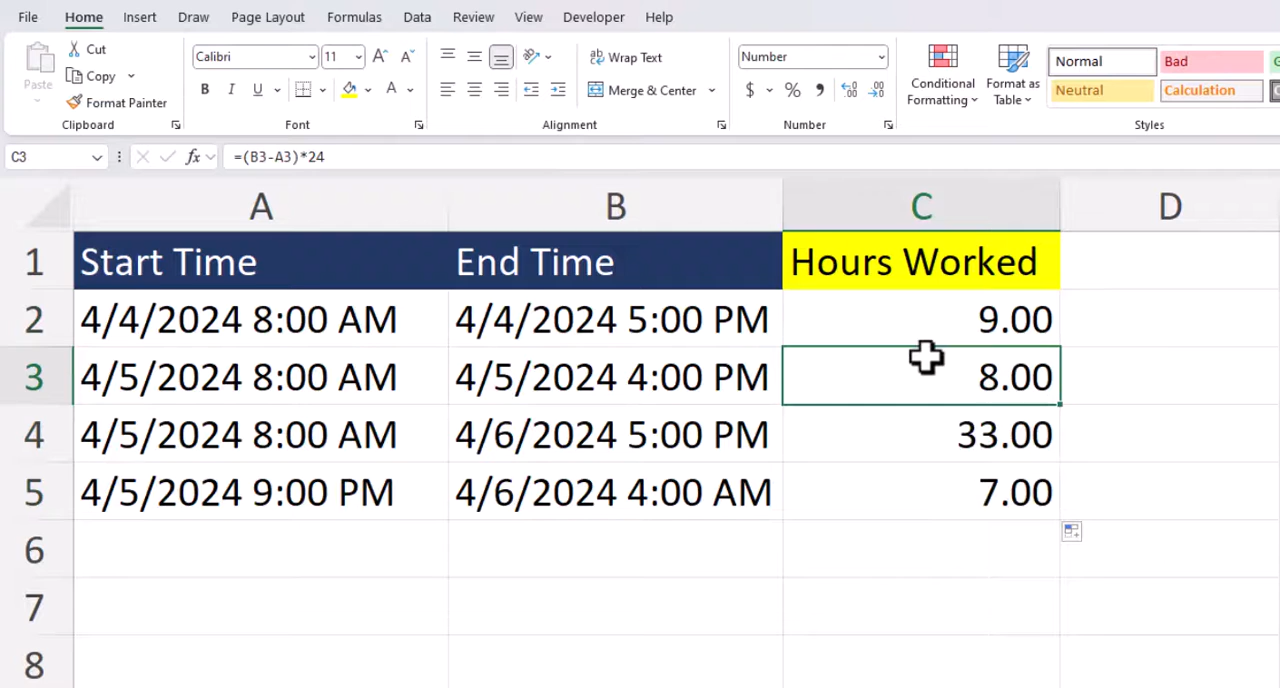 File Home Insert Draw Page Layout Formulas Data Review View Developer Help
Paste
Cut
Copy
Format Painter
Clipboard
Calibri 11 A A
B I U A
Font
Wrap Text
Merge & Center
Alignment
Number
$ % ,
Number
Conditional
Formatting
Format as
Table
Normal Bad
Neutral Calculation
Styles
C3 fx =(B3-A3)*24
A B C D
1 Start Time End Time Hours Worked
2 4/4/2024 8:00 AM 4/4/2024 5:00 PM 9.00
3 4/5/2024 8:00 AM 4/5/2024 4:00 PM 8.00
4 4/5/2024 8:00 AM 4/6/2024 5:00 PM 33.00
5 4/5/2024 9:00 PM 4/6/2024 4:00 AM 7.00
6
7
8